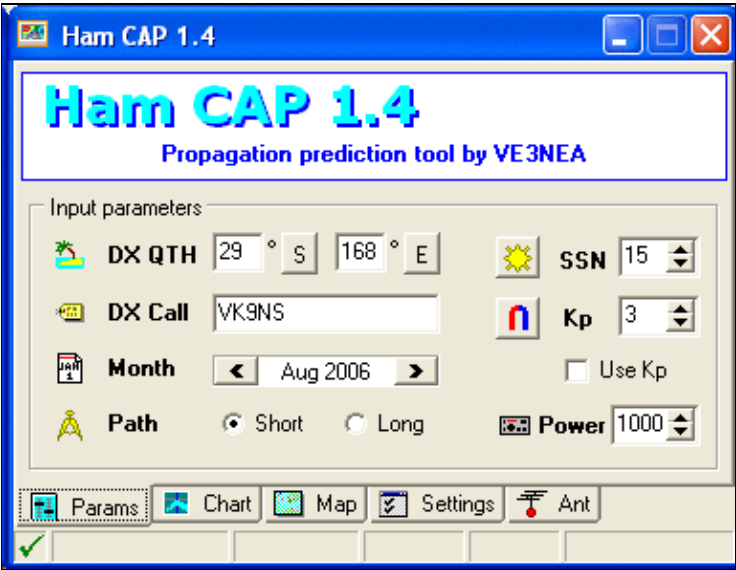 Ham CAP 1.4
Ham CAP 1.4
Propagation prediction tool by VE3NEA
Input parameters
DX QTH 29 ° S 168 ° E SSN 15
DX Call VK9NS Kp 3
JAN 1 Month < Aug 2006 > Use Kp
Path Short Long Power 1000
Params Chart Map Settings Ant